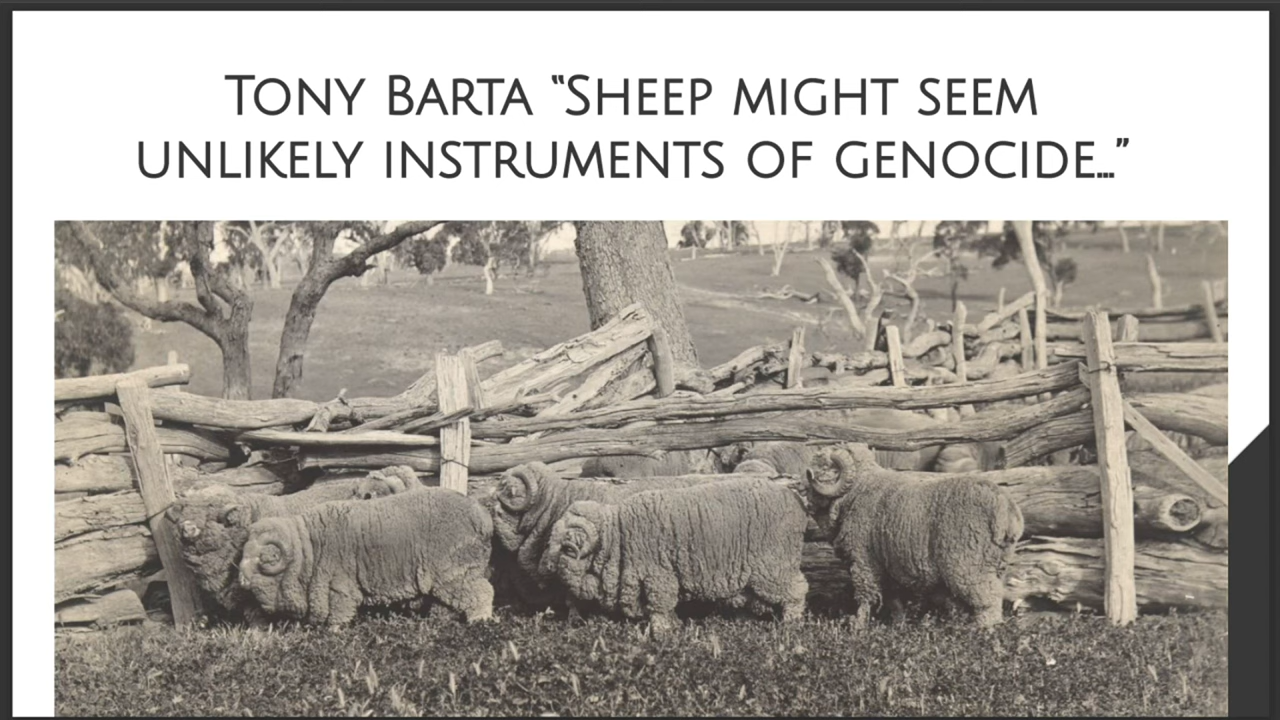 Tony Barta “Sheep might seem
unlikely instruments of genocide...”